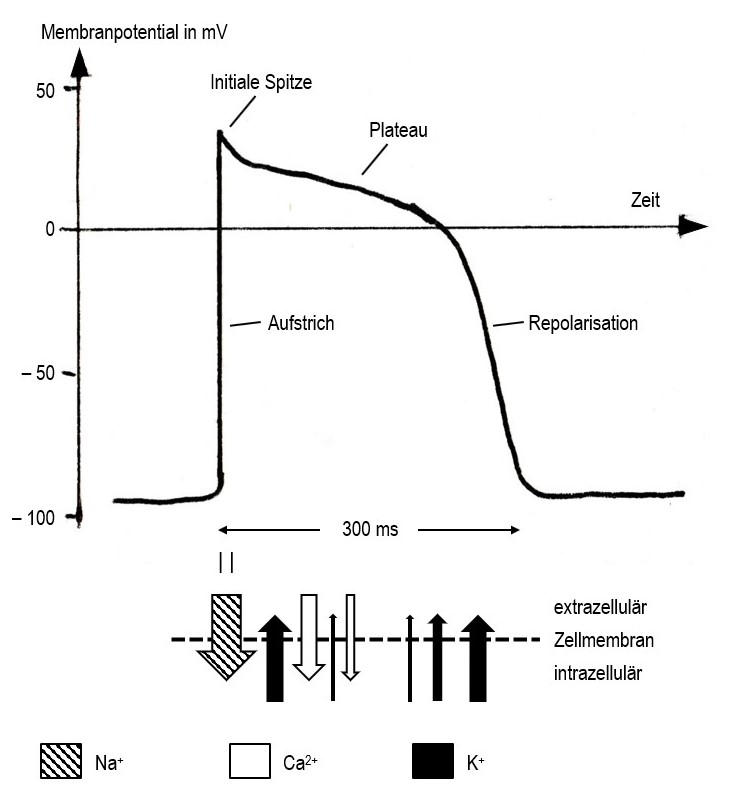 Membranpotential in mV
50
Initiale Spitze
Plateau
Zeit
0
Aufstrich
Repolarisation
– 50
– 100
300 ms
extrazellulär
Zellmembran
intrazellulär
Na⁺
Ca²⁺
K⁺